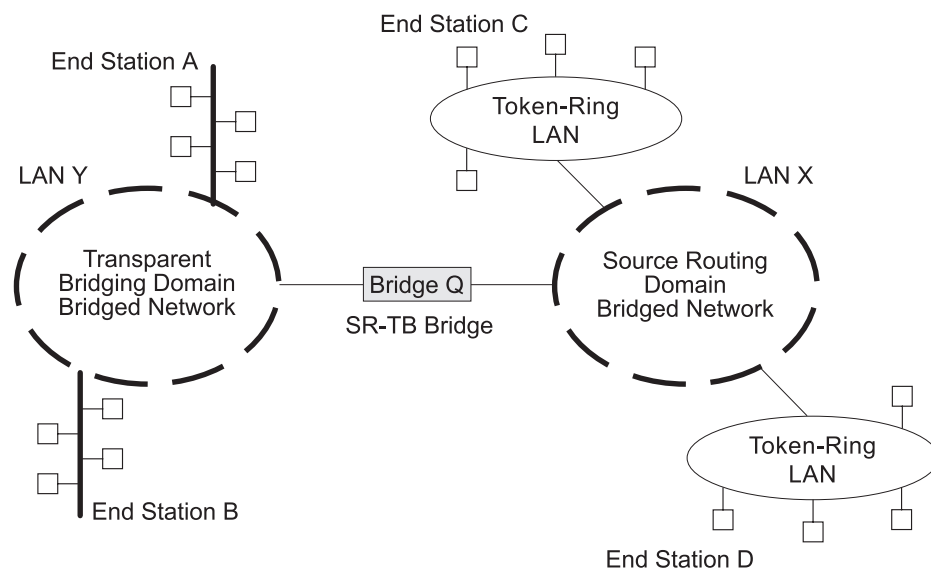 End Station C
End Station A
Token-Ring
LAN
LAN Y
LAN X
Transparent
Bridging Domain
Bridged Network
Bridge Q
SR-TB Bridge
Source Routing
Domain
Bridged Network
Token-Ring
LAN
End Station B
End Station D